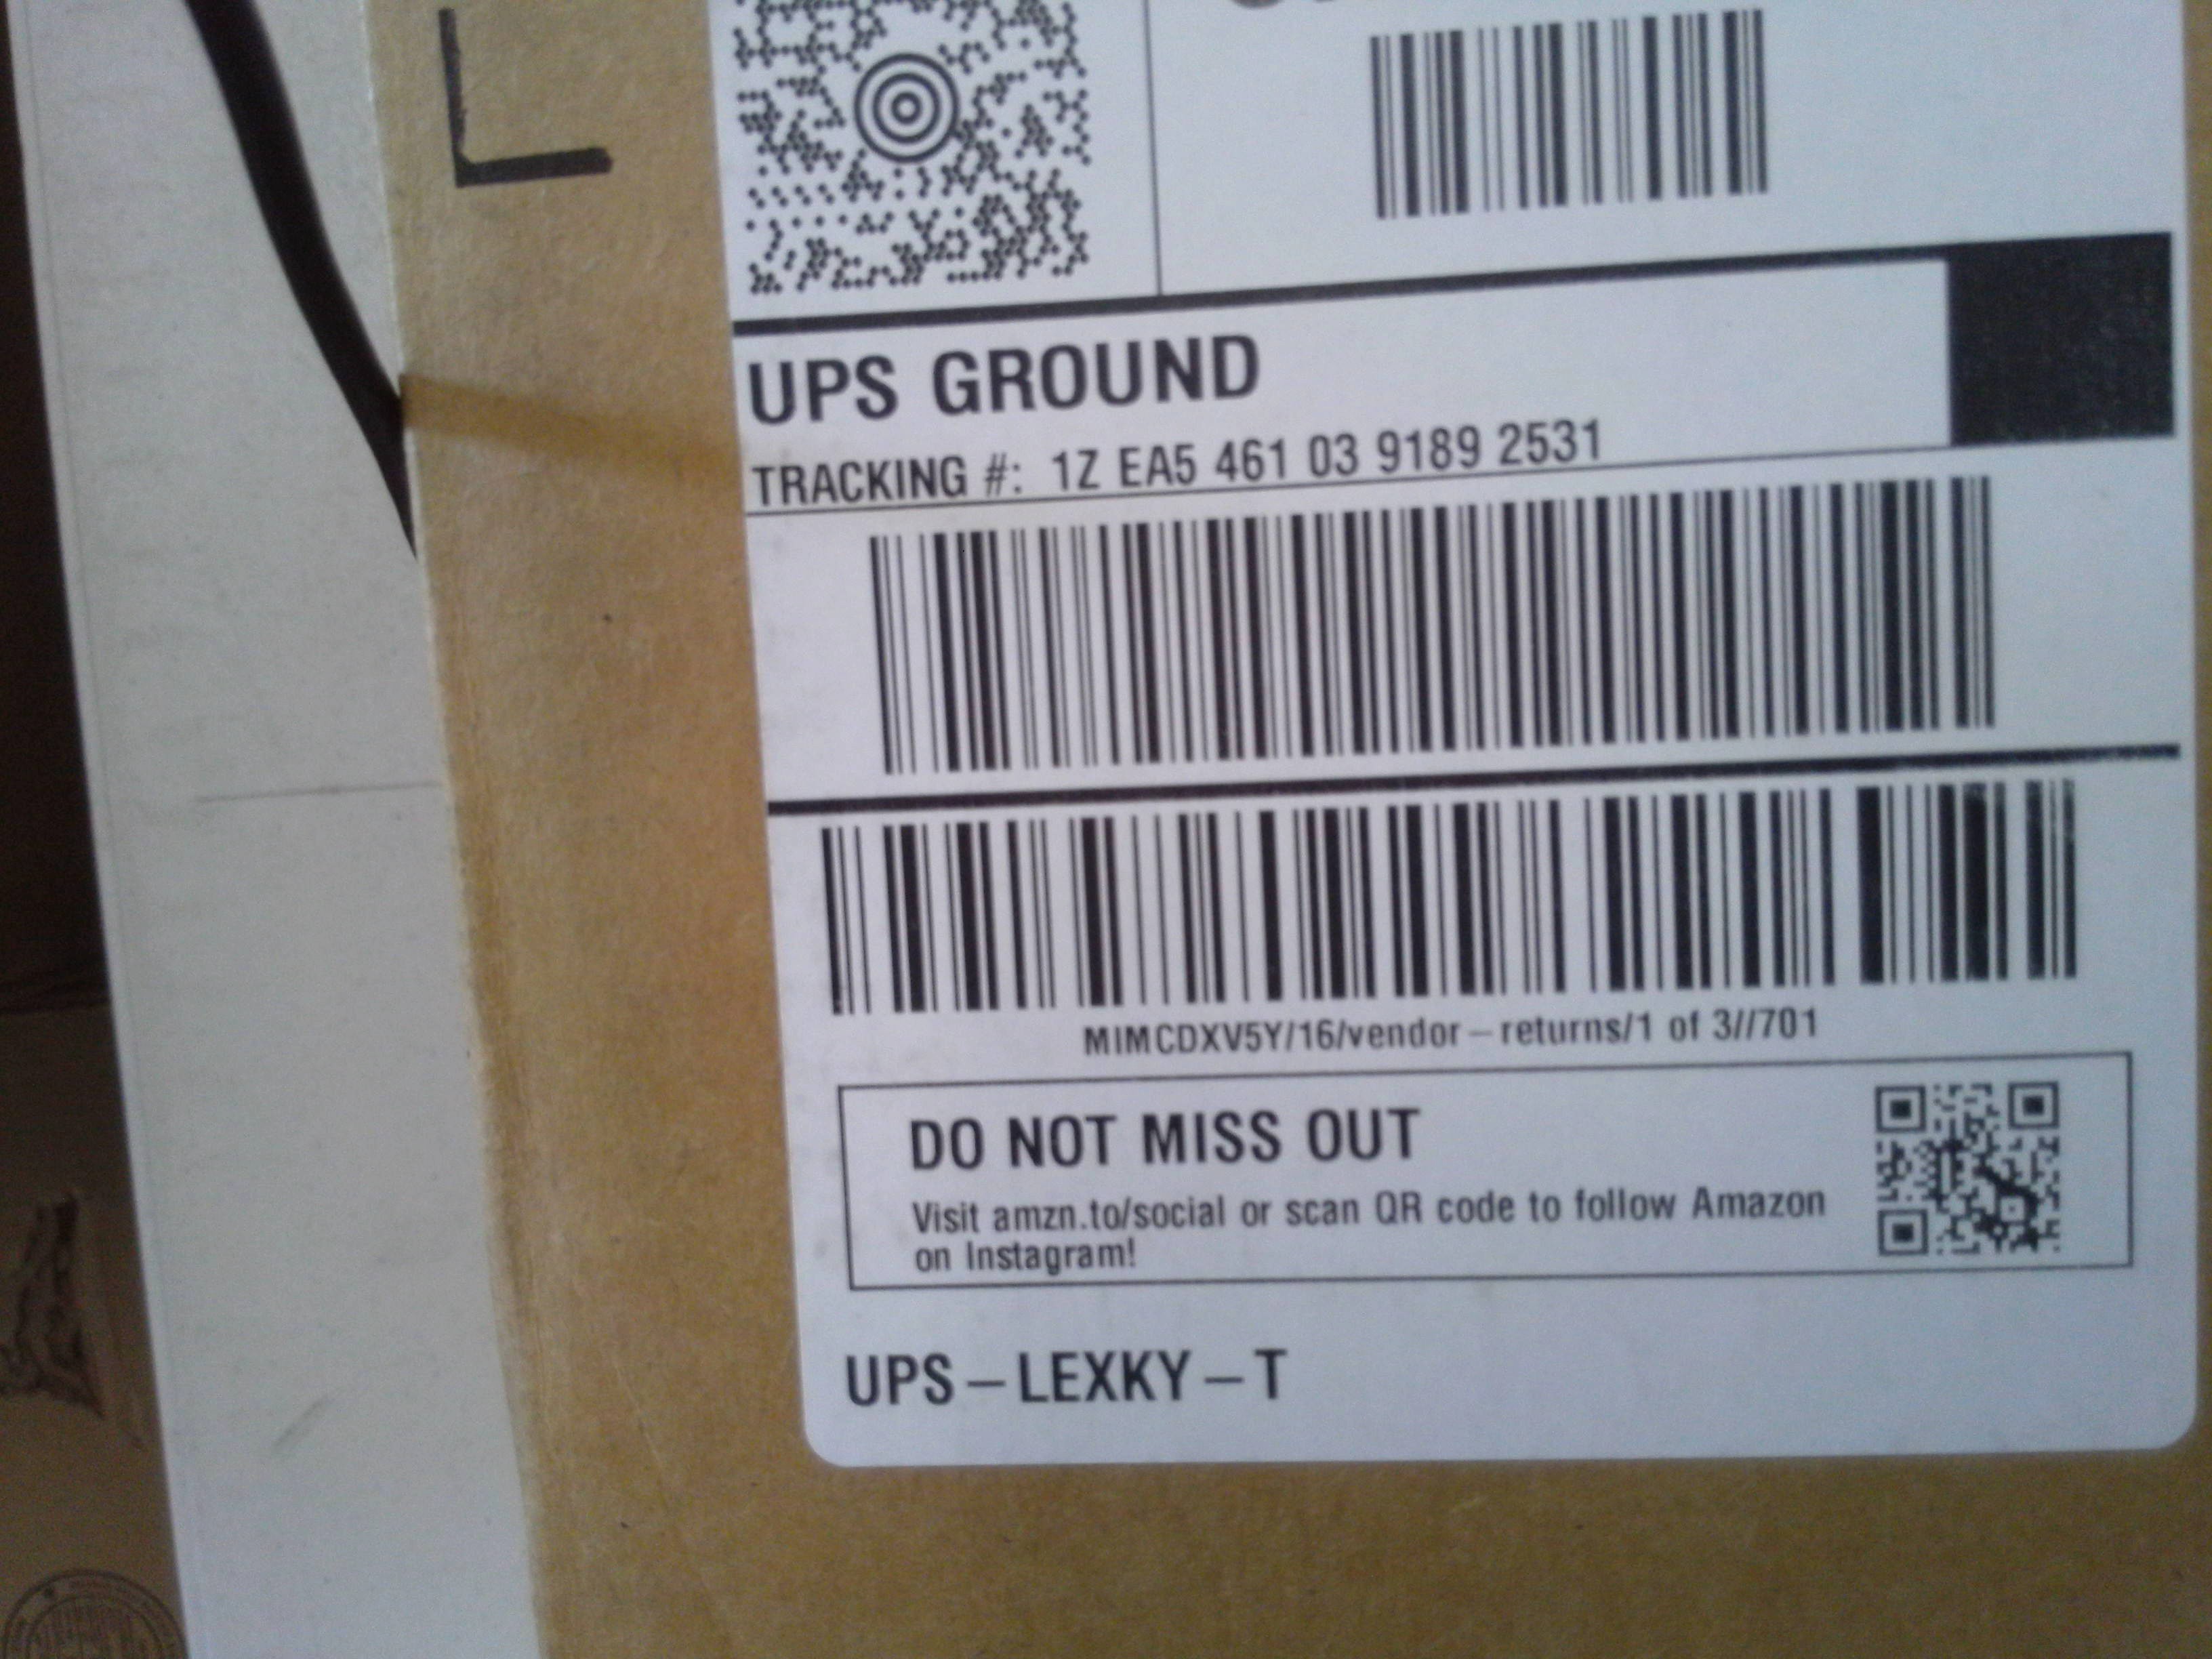 L
UPS GROUND
TRACKING #: 1Z EA5 461 03 9189 2531
MIMCDXV5Y/16/vendor-returns/1 of 3//701
DO NOT MISS OUT
Visit amzn.to/social or scan QR code to follow Amazon
on Instagram!
UPS-LEXKY-T